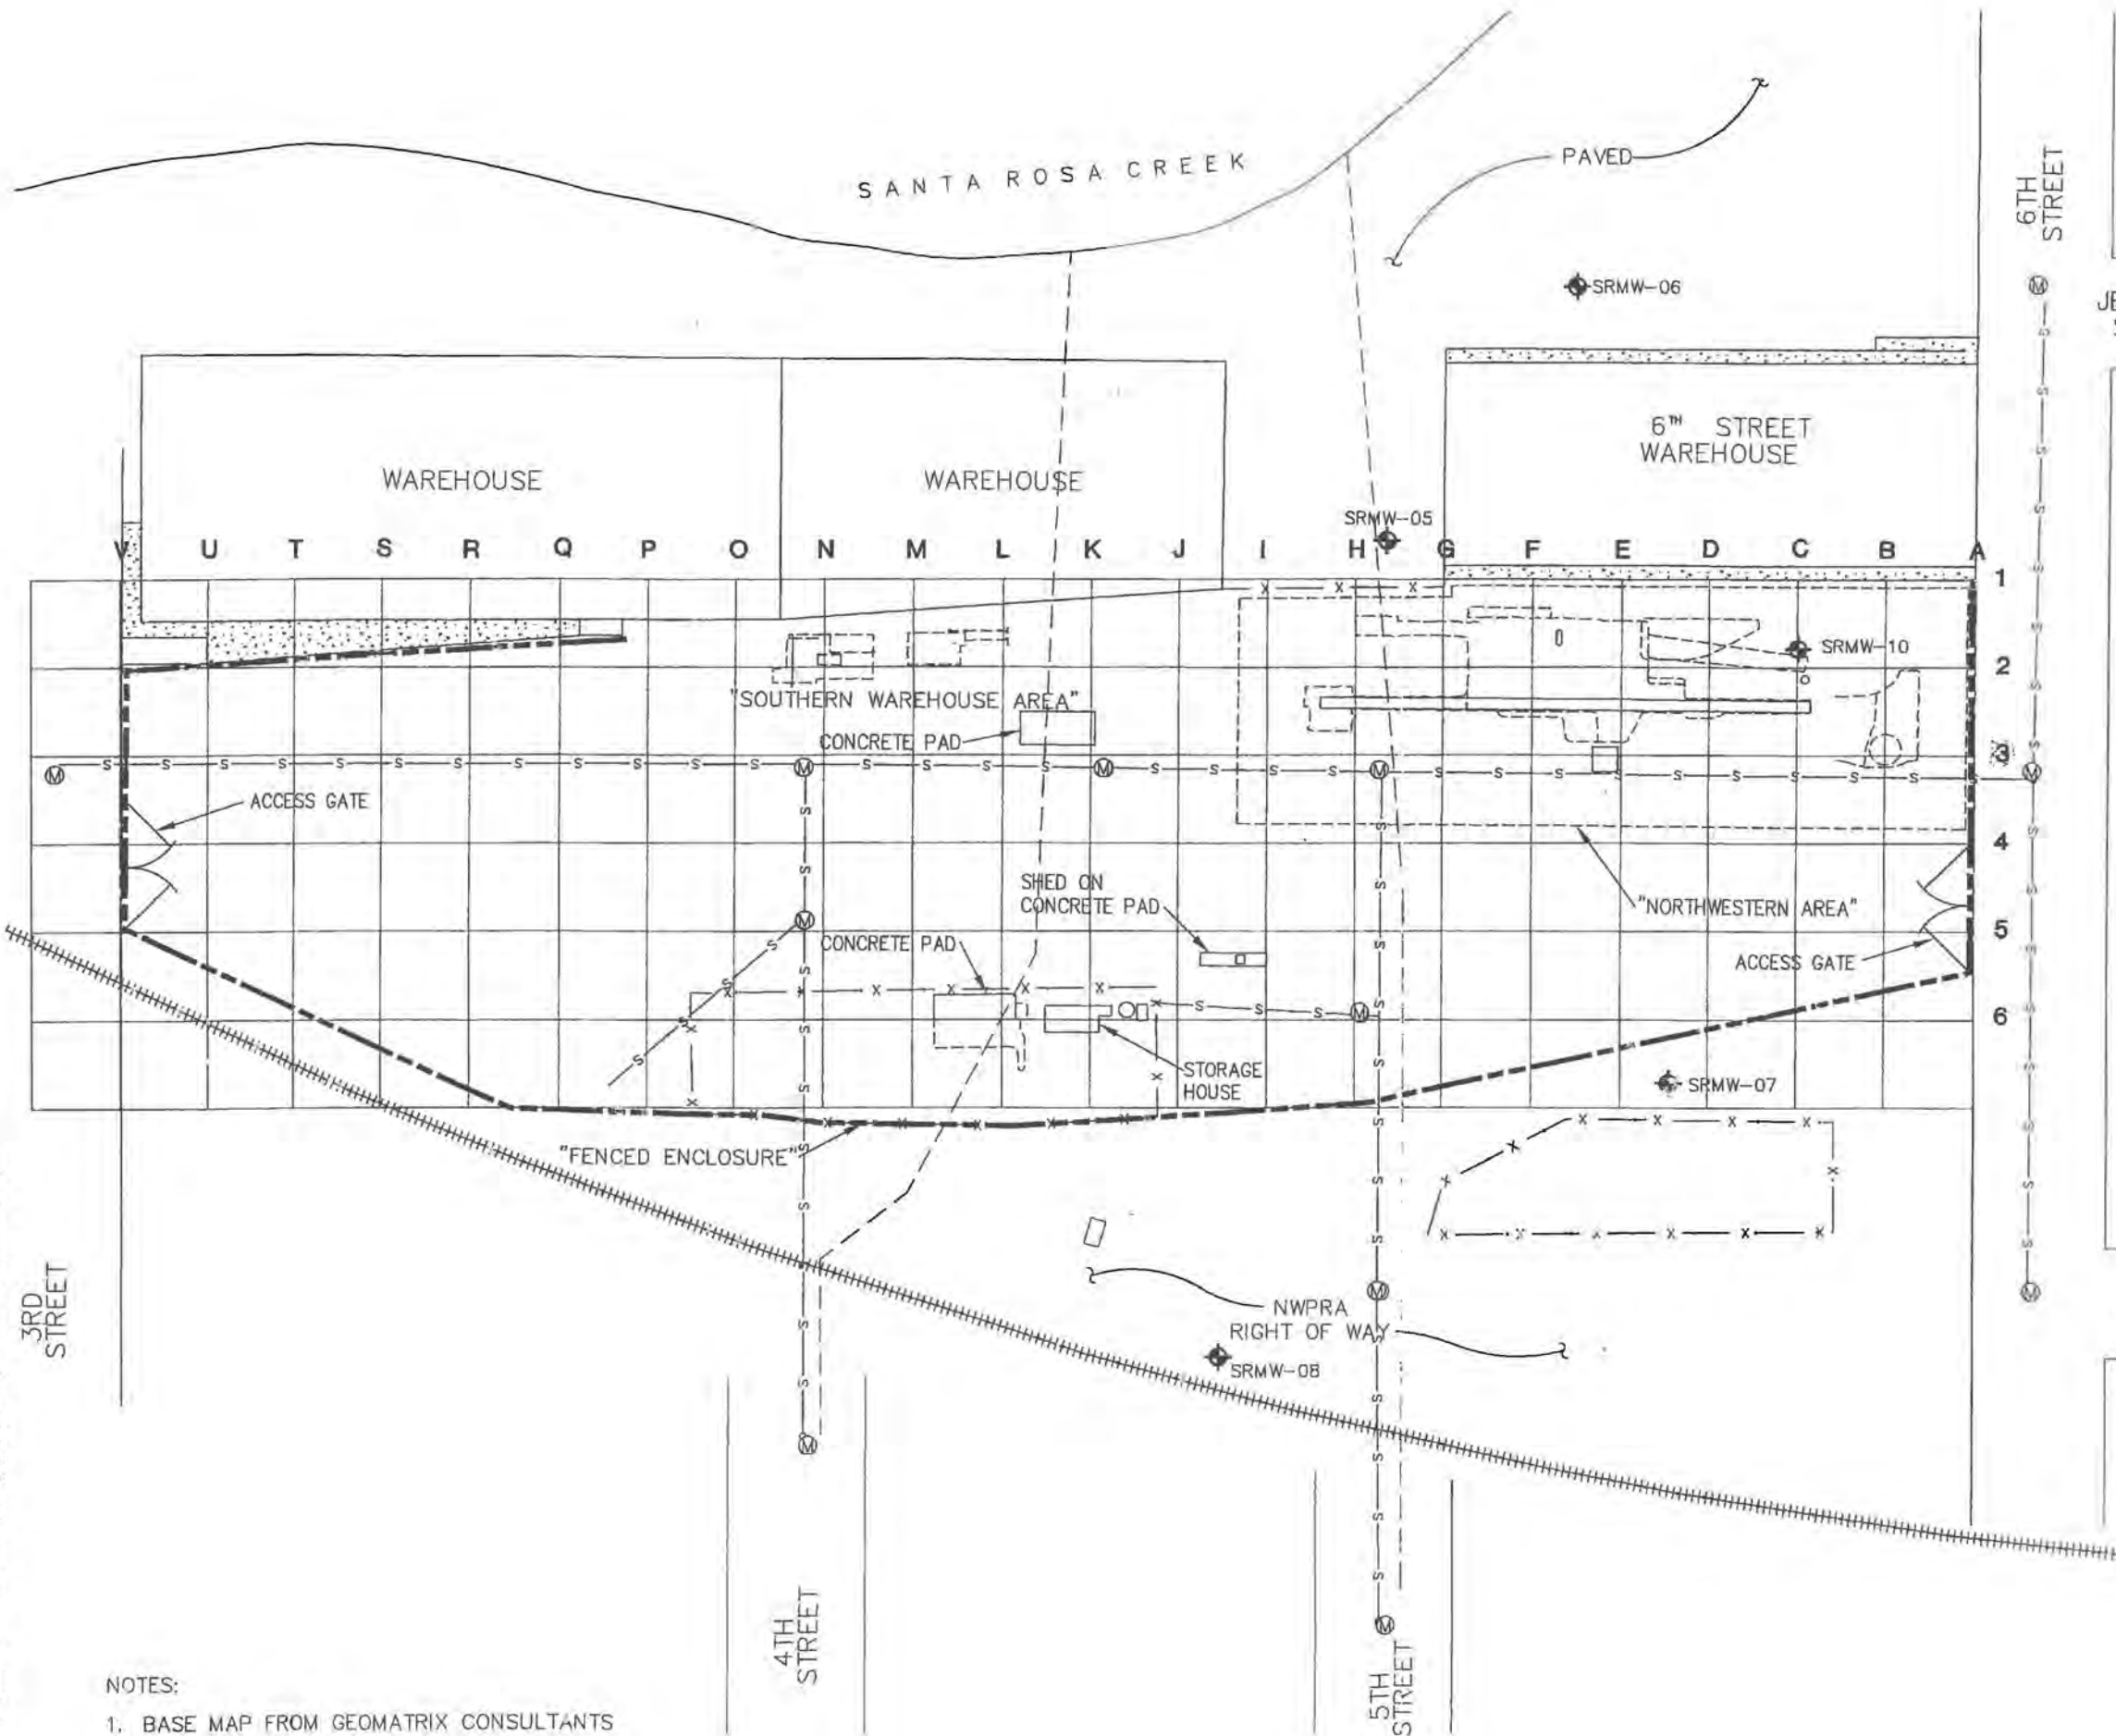 SANTA ROSA CREEK
PAVED
6TH
STREET
SRMW-06
JE
6TH STREET
WAREHOUSE
WAREHOUSE
WAREHOUSE
SRMW-05
V U T S R Q P O N M L K J I H G F E D C B A
1
SRMW-10
2
"SOUTHERN WAREHOUSE AREA"
CONCRETE PAD
3
ACCESS GATE
4
SHED ON
CONCRETE PAD
"NORTHWESTERN AREA"
5
CONCRETE PAD
ACCESS GATE
6
STORAGE
HOUSE
SRMW-07
"FENCED ENCLOSURE"
NWPRA
RIGHT OF WAY
SRMW-08
3RD
STREET
4TH
STREET
5TH
STREET
NOTES:
1. BASE MAP FROM GEOMATRIX CONSULTANTS